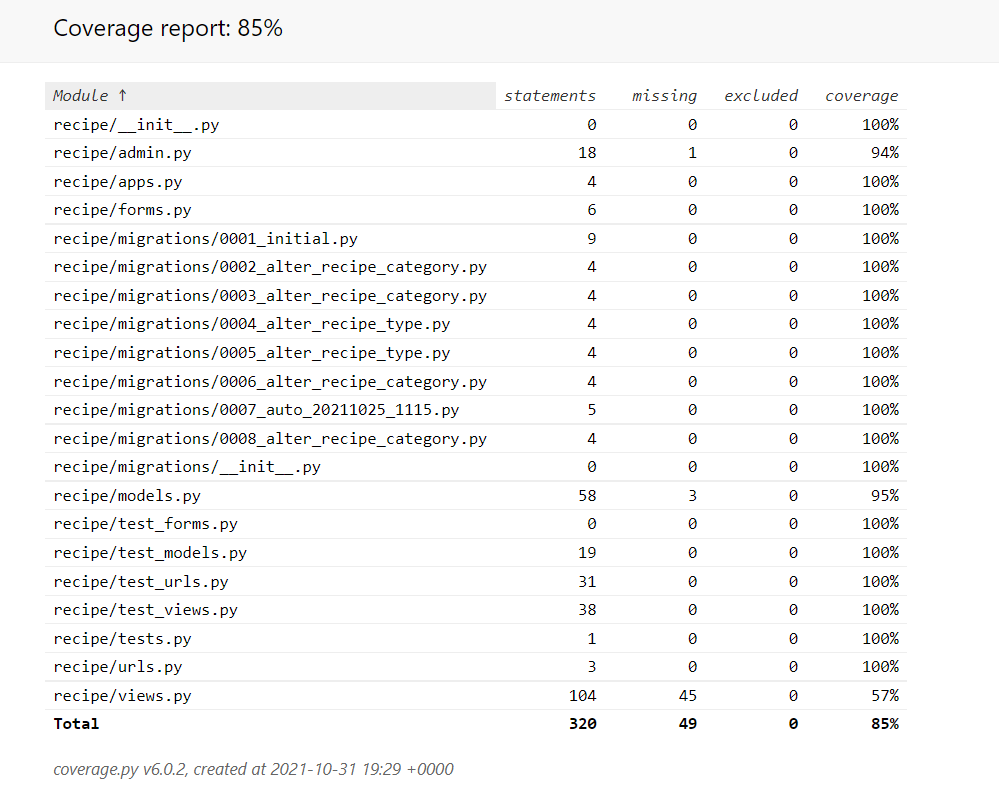 Coverage report: 85%
Module ↑ statements missing excluded coverage
recipe/__init__.py 0 0 0 100%
recipe/admin.py 18 1 0 94%
recipe/apps.py 4 0 0 100%
recipe/forms.py 6 0 0 100%
recipe/migrations/0001_initial.py 9 0 0 100%
recipe/migrations/0002_alter_recipe_category.py 4 0 0 100%
recipe/migrations/0003_alter_recipe_category.py 4 0 0 100%
recipe/migrations/0004_alter_recipe_type.py 4 0 0 100%
recipe/migrations/0005_alter_recipe_type.py 4 0 0 100%
recipe/migrations/0006_alter_recipe_category.py 4 0 0 100%
recipe/migrations/0007_auto_20211025_1115.py 5 0 0 100%
recipe/migrations/0008_alter_recipe_category.py 4 0 0 100%
recipe/migrations/__init__.py 0 0 0 100%
recipe/models.py 58 3 0 95%
recipe/test_forms.py 0 0 0 100%
recipe/test_models.py 19 0 0 100%
recipe/test_urls.py 31 0 0 100%
recipe/test_views.py 38 0 0 100%
recipe/tests.py 1 0 0 100%
recipe/urls.py 3 0 0 100%
recipe/views.py 104 45 0 57%
Total 320 49 0 85%
coverage.py v6.0.2, created at 2021-10-31 19:29 +0000